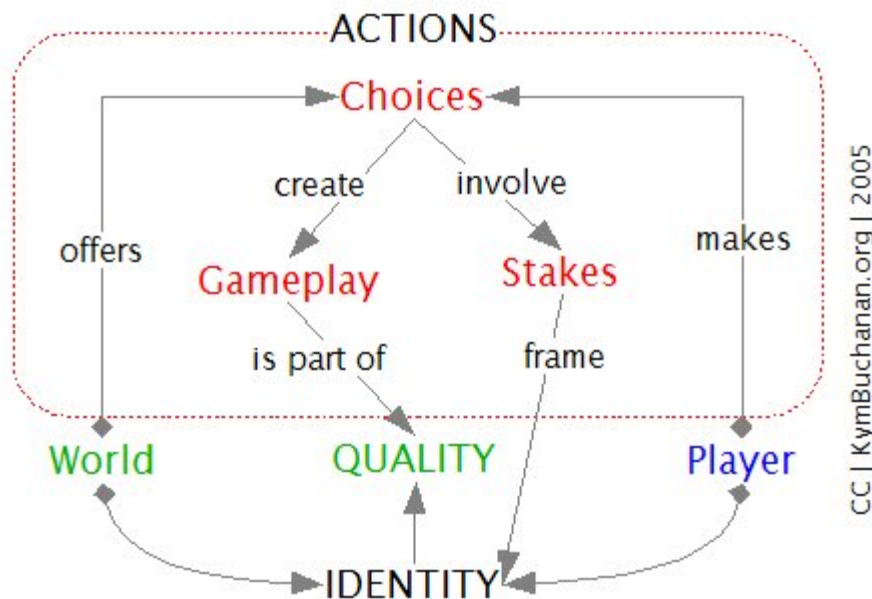 ACTIONS
Choices
create
involve
offers
makes
Gameplay
Stakes
is part of
frame
World
QUALITY
Player
IDENTITY
CC | KymBuchanan.org | 2005